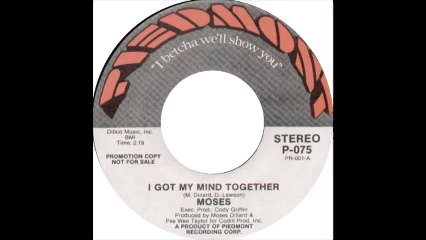 PIEDMONT
"I betcha we'll show you"
Dillco Music, Inc.
BMI
Time: 2:19
PROMOTION COPY
NOT FOR SALE
STEREO
P-075
PR-001-A
I GOT MY MIND TOGETHER
(M. Dillard, D. Lawson)
MOSES
Exec. Prod.: Cody Griffin
Produced by Moses Dillard &
Pee Wee Taylor for Codril Prod. Inc.
A PRODUCT OF PIEDMONT
RECORDING CORP.